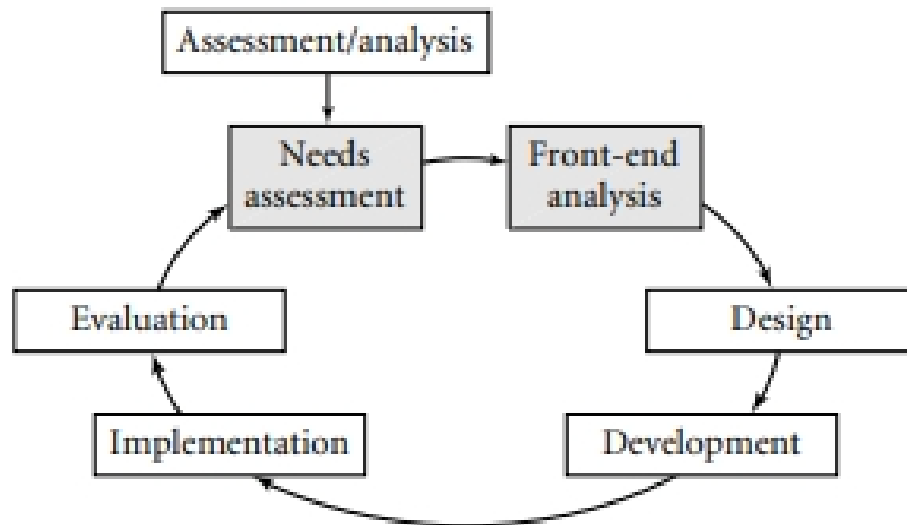 Assessment/analysis
Needs
assessment
Front-end
analysis
Evaluation
Design
Implementation
Development